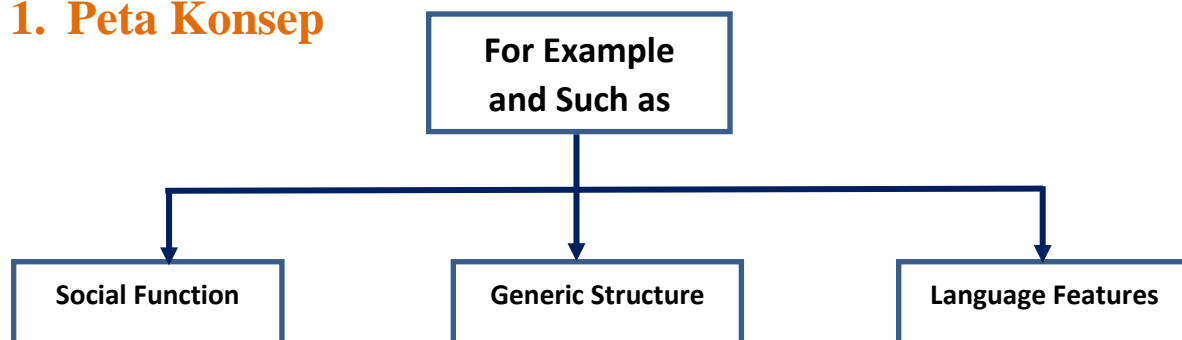 1. Peta Konsep
For Example
and Such as
Social Function
Generic Structure
Language Features